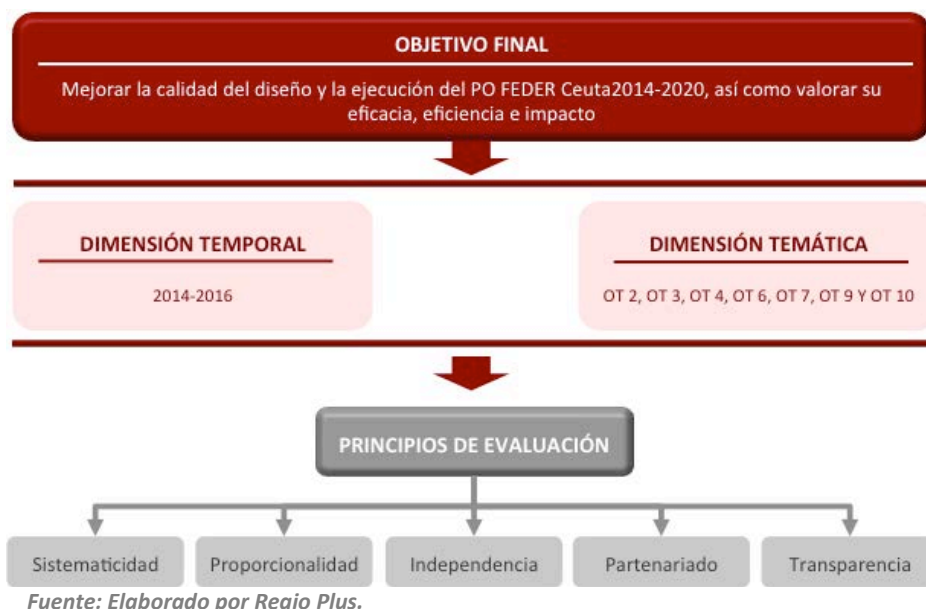 OBJETIVO FINAL
Mejorar la calidad del diseño y la ejecución del PO FEDER Ceuta2014-2020, así como valorar su
eficacia, eficiencia e impacto
DIMENSIÓN TEMPORAL
2014-2016
DIMENSIÓN TEMÁTICA
OT 2, OT 3, OT 4, OT 6, OT 7, OT 9 Y OT 10
PRINCIPIOS DE EVALUACIÓN
Sistematicidad
Proporcionalidad
Independencia
Partenariado
Transparencia
Fuente: Elaborado por Regio Plus.